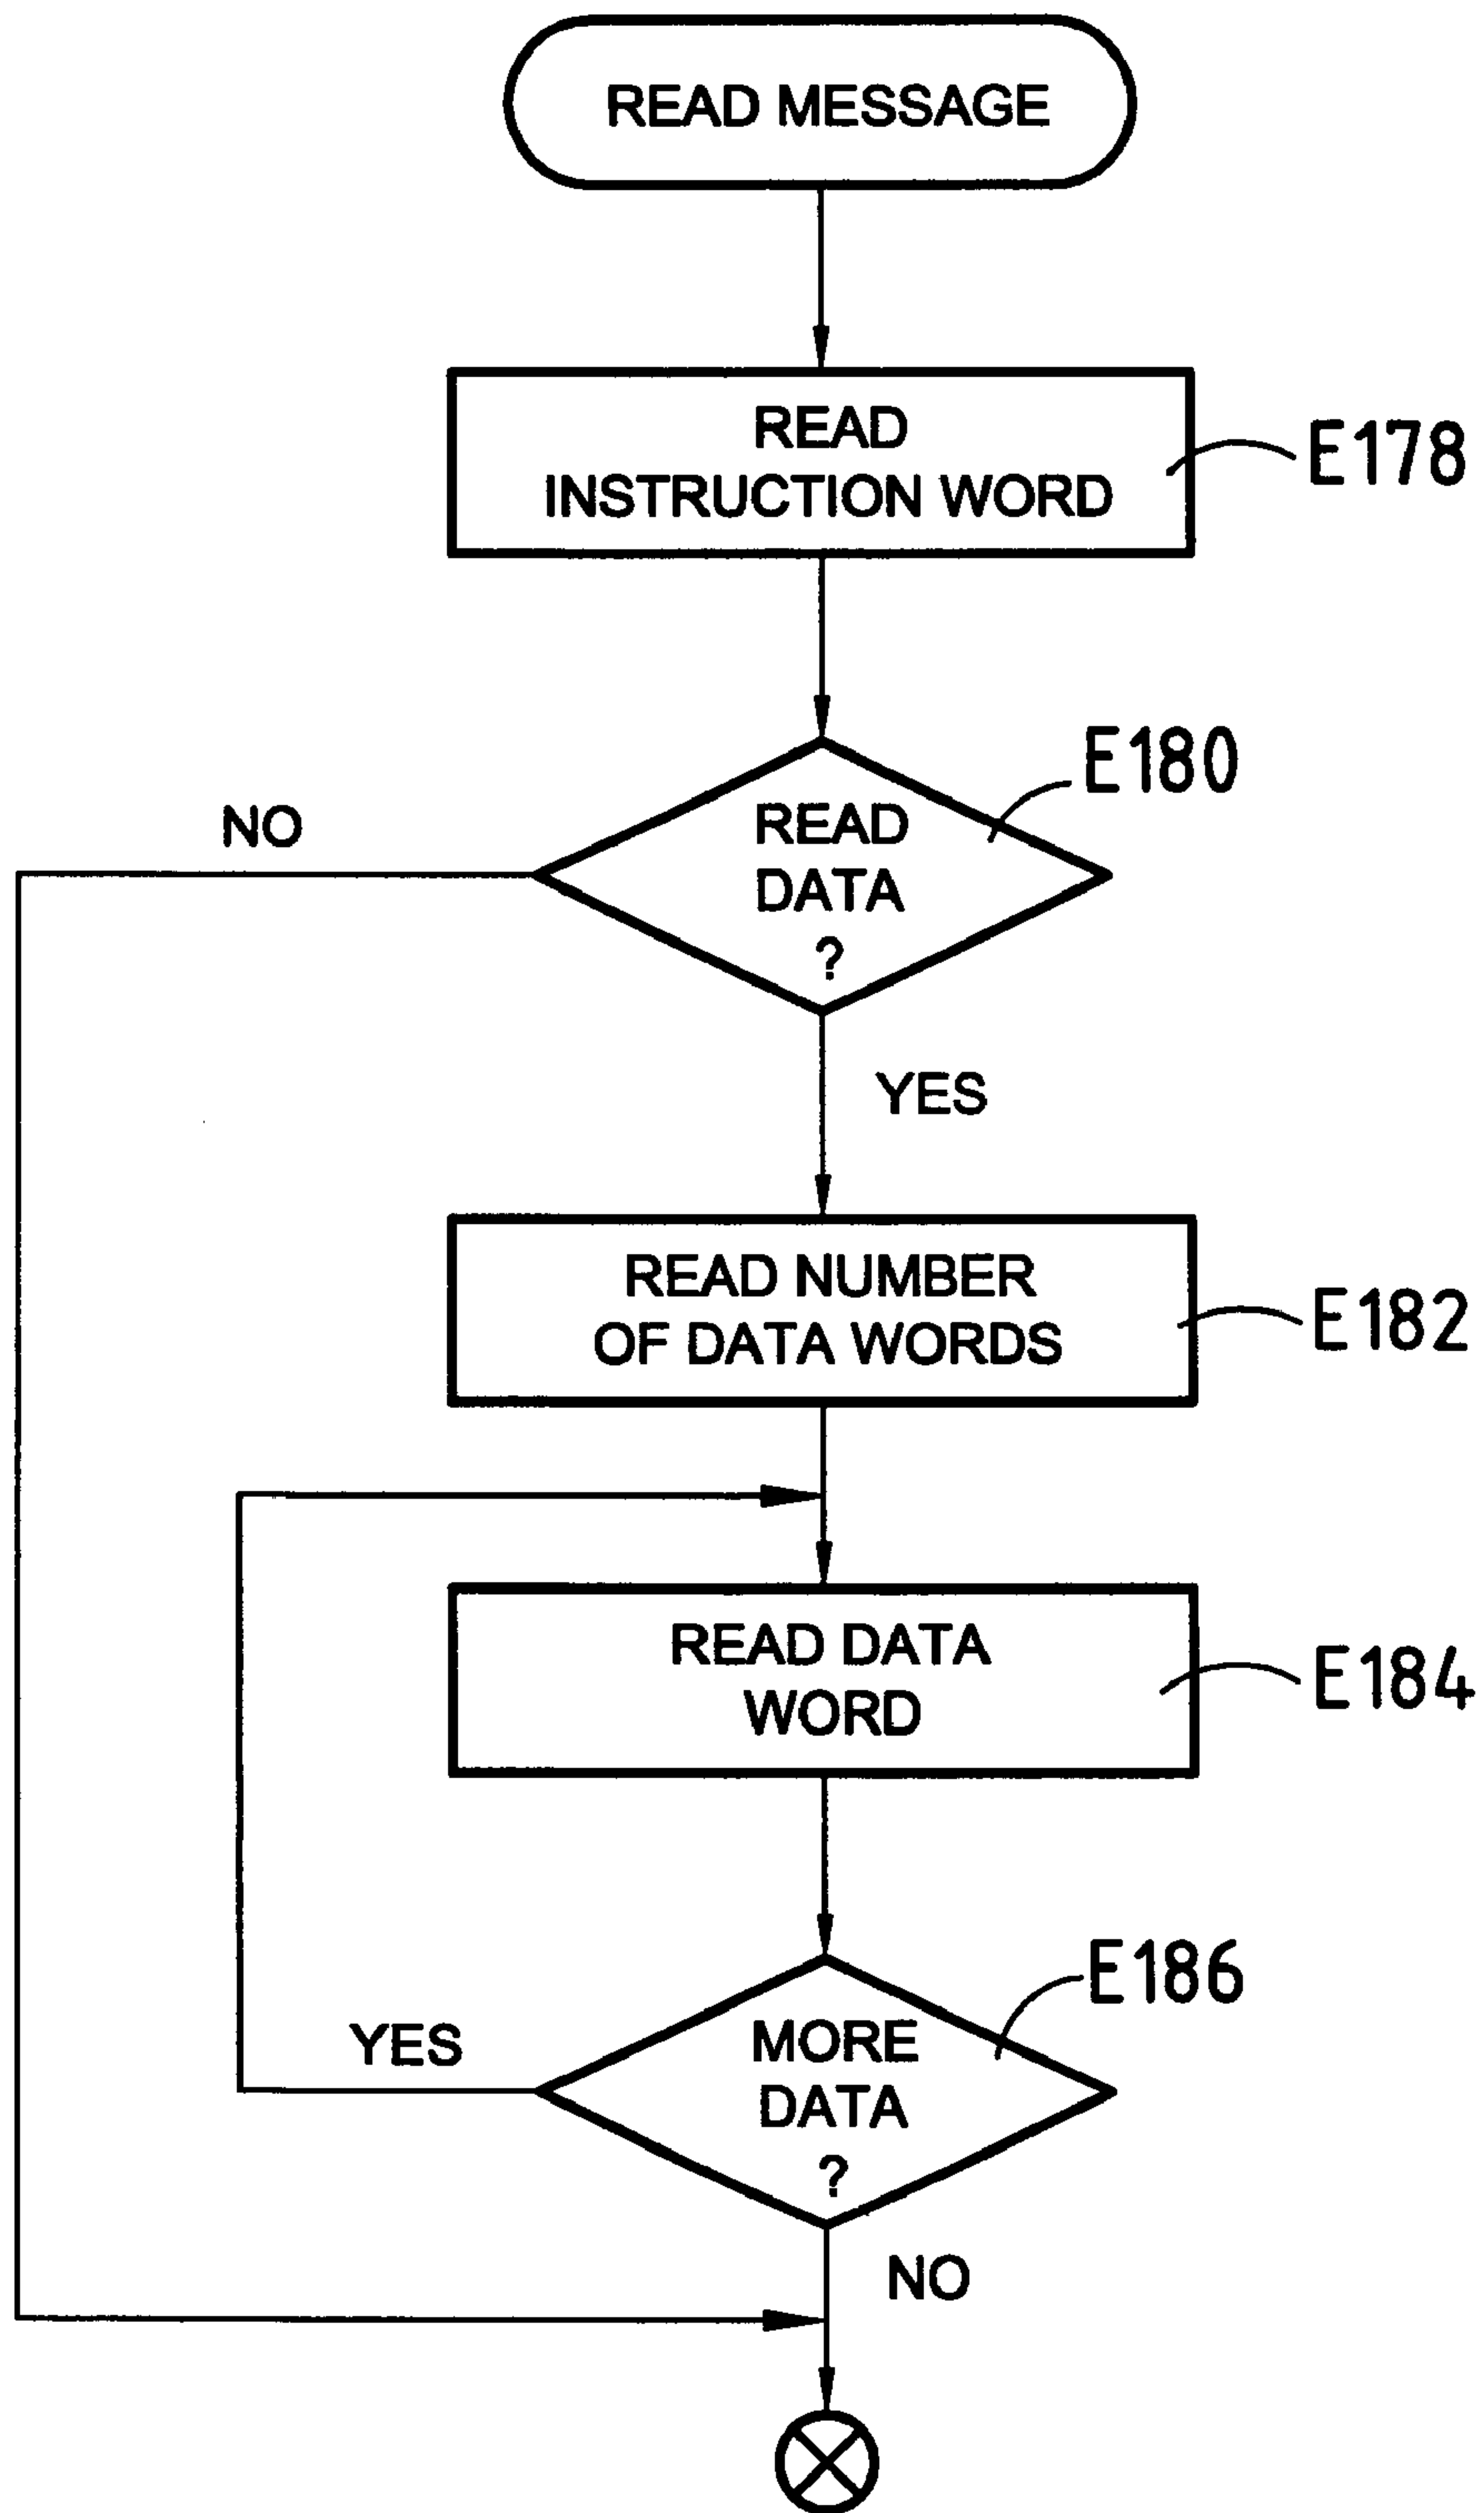 READ MESSAGE
READ
INSTRUCTION WORD
E178
E180
NO
READ
DATA
?
YES
READ NUMBER
OF DATA WORDS
E182
READ DATA
WORD
E184
E186
YES
MORE
DATA
?
NO